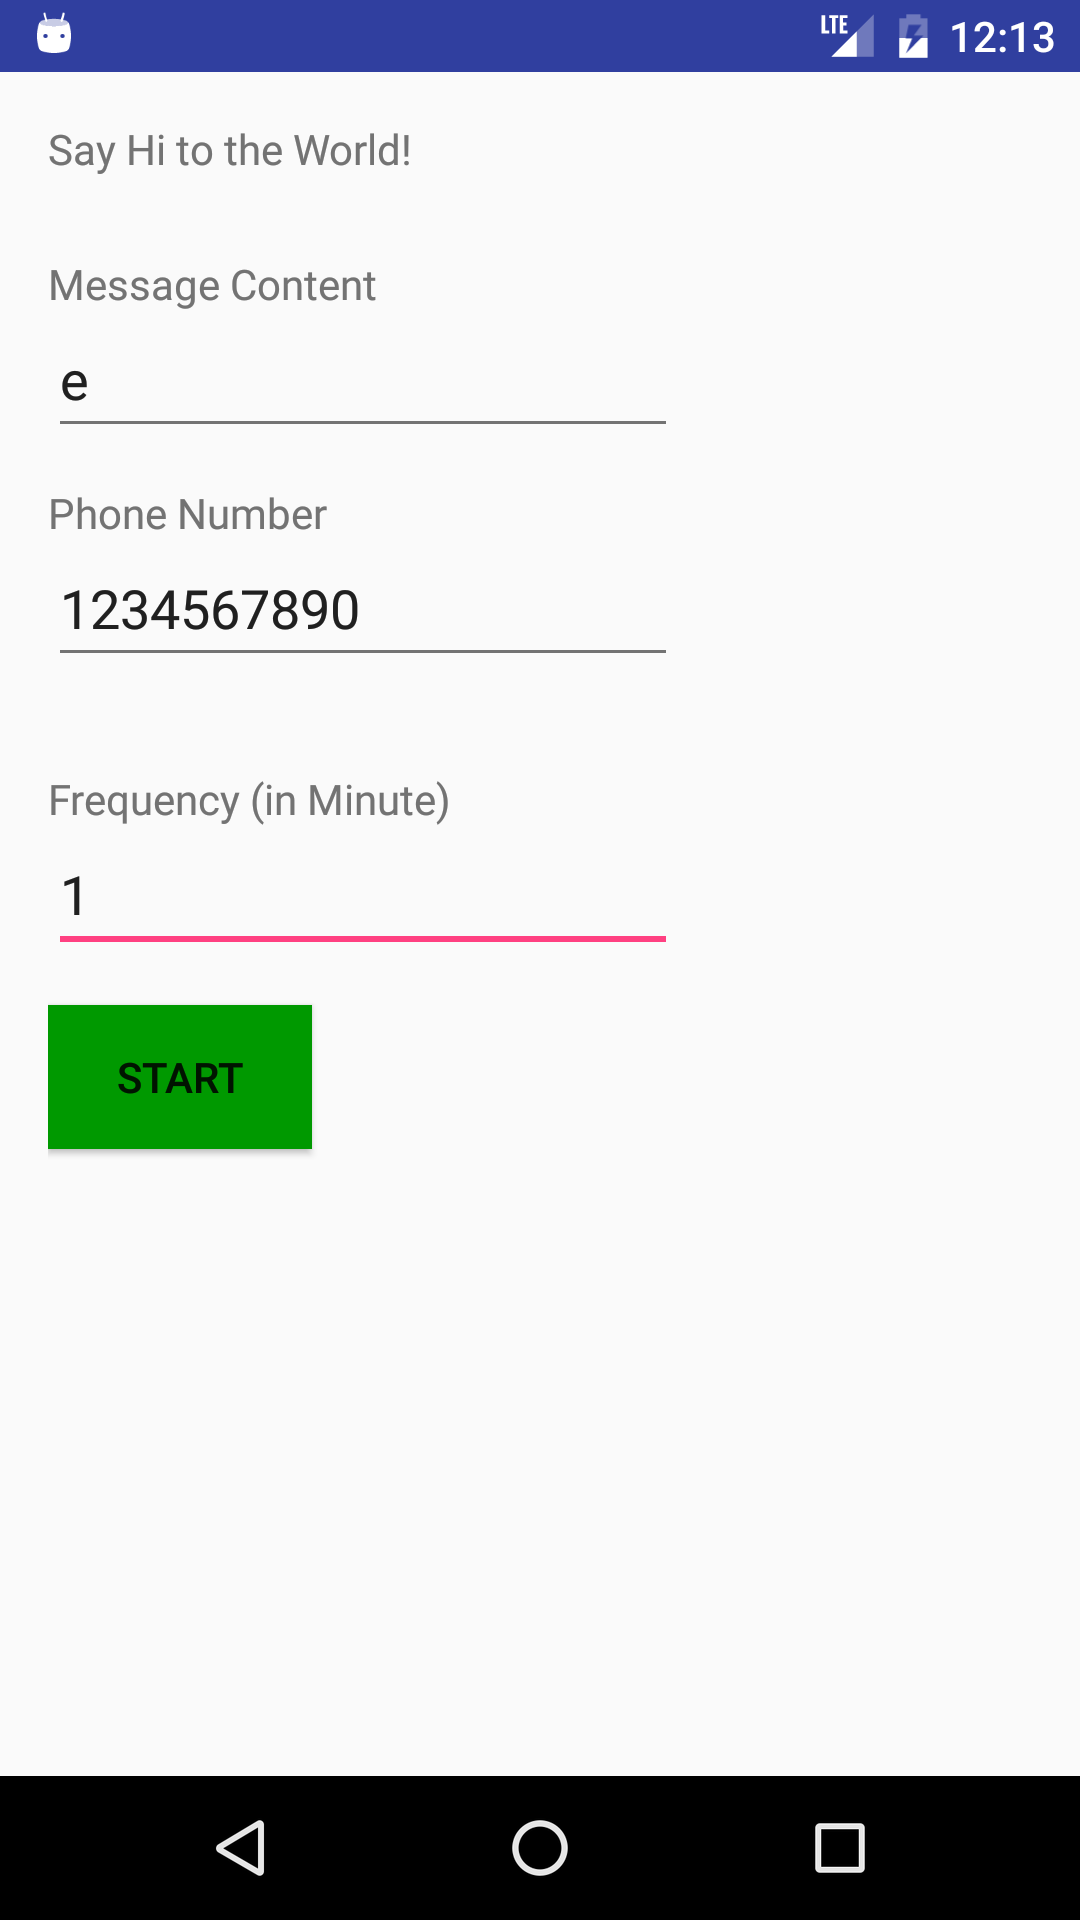 LTE 12:13
Say Hi to the World!
Message Content
e
Phone Number
1234567890
Frequency (in Minute)
1
START